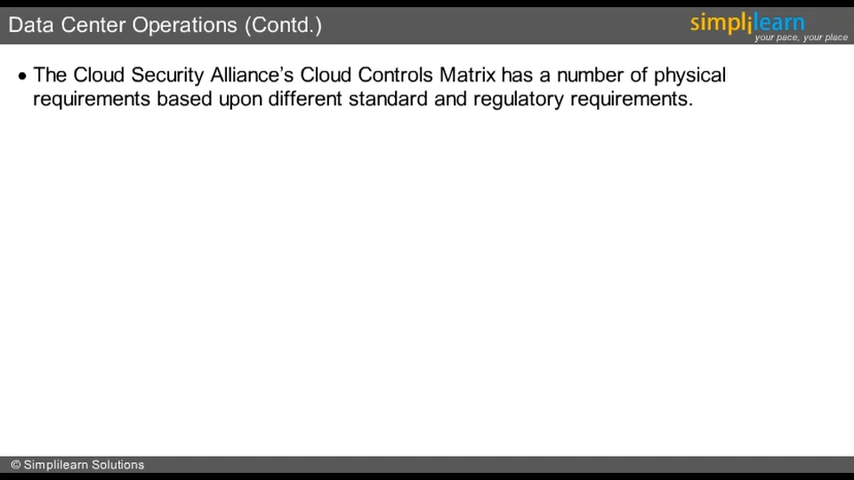 Data Center Operations (Contd.)
simplilearn
your pace, your place
● The Cloud Security Alliance’s Cloud Controls Matrix has a number of physical
requirements based upon different standard and regulatory requirements.
© Simplilearn Solutions